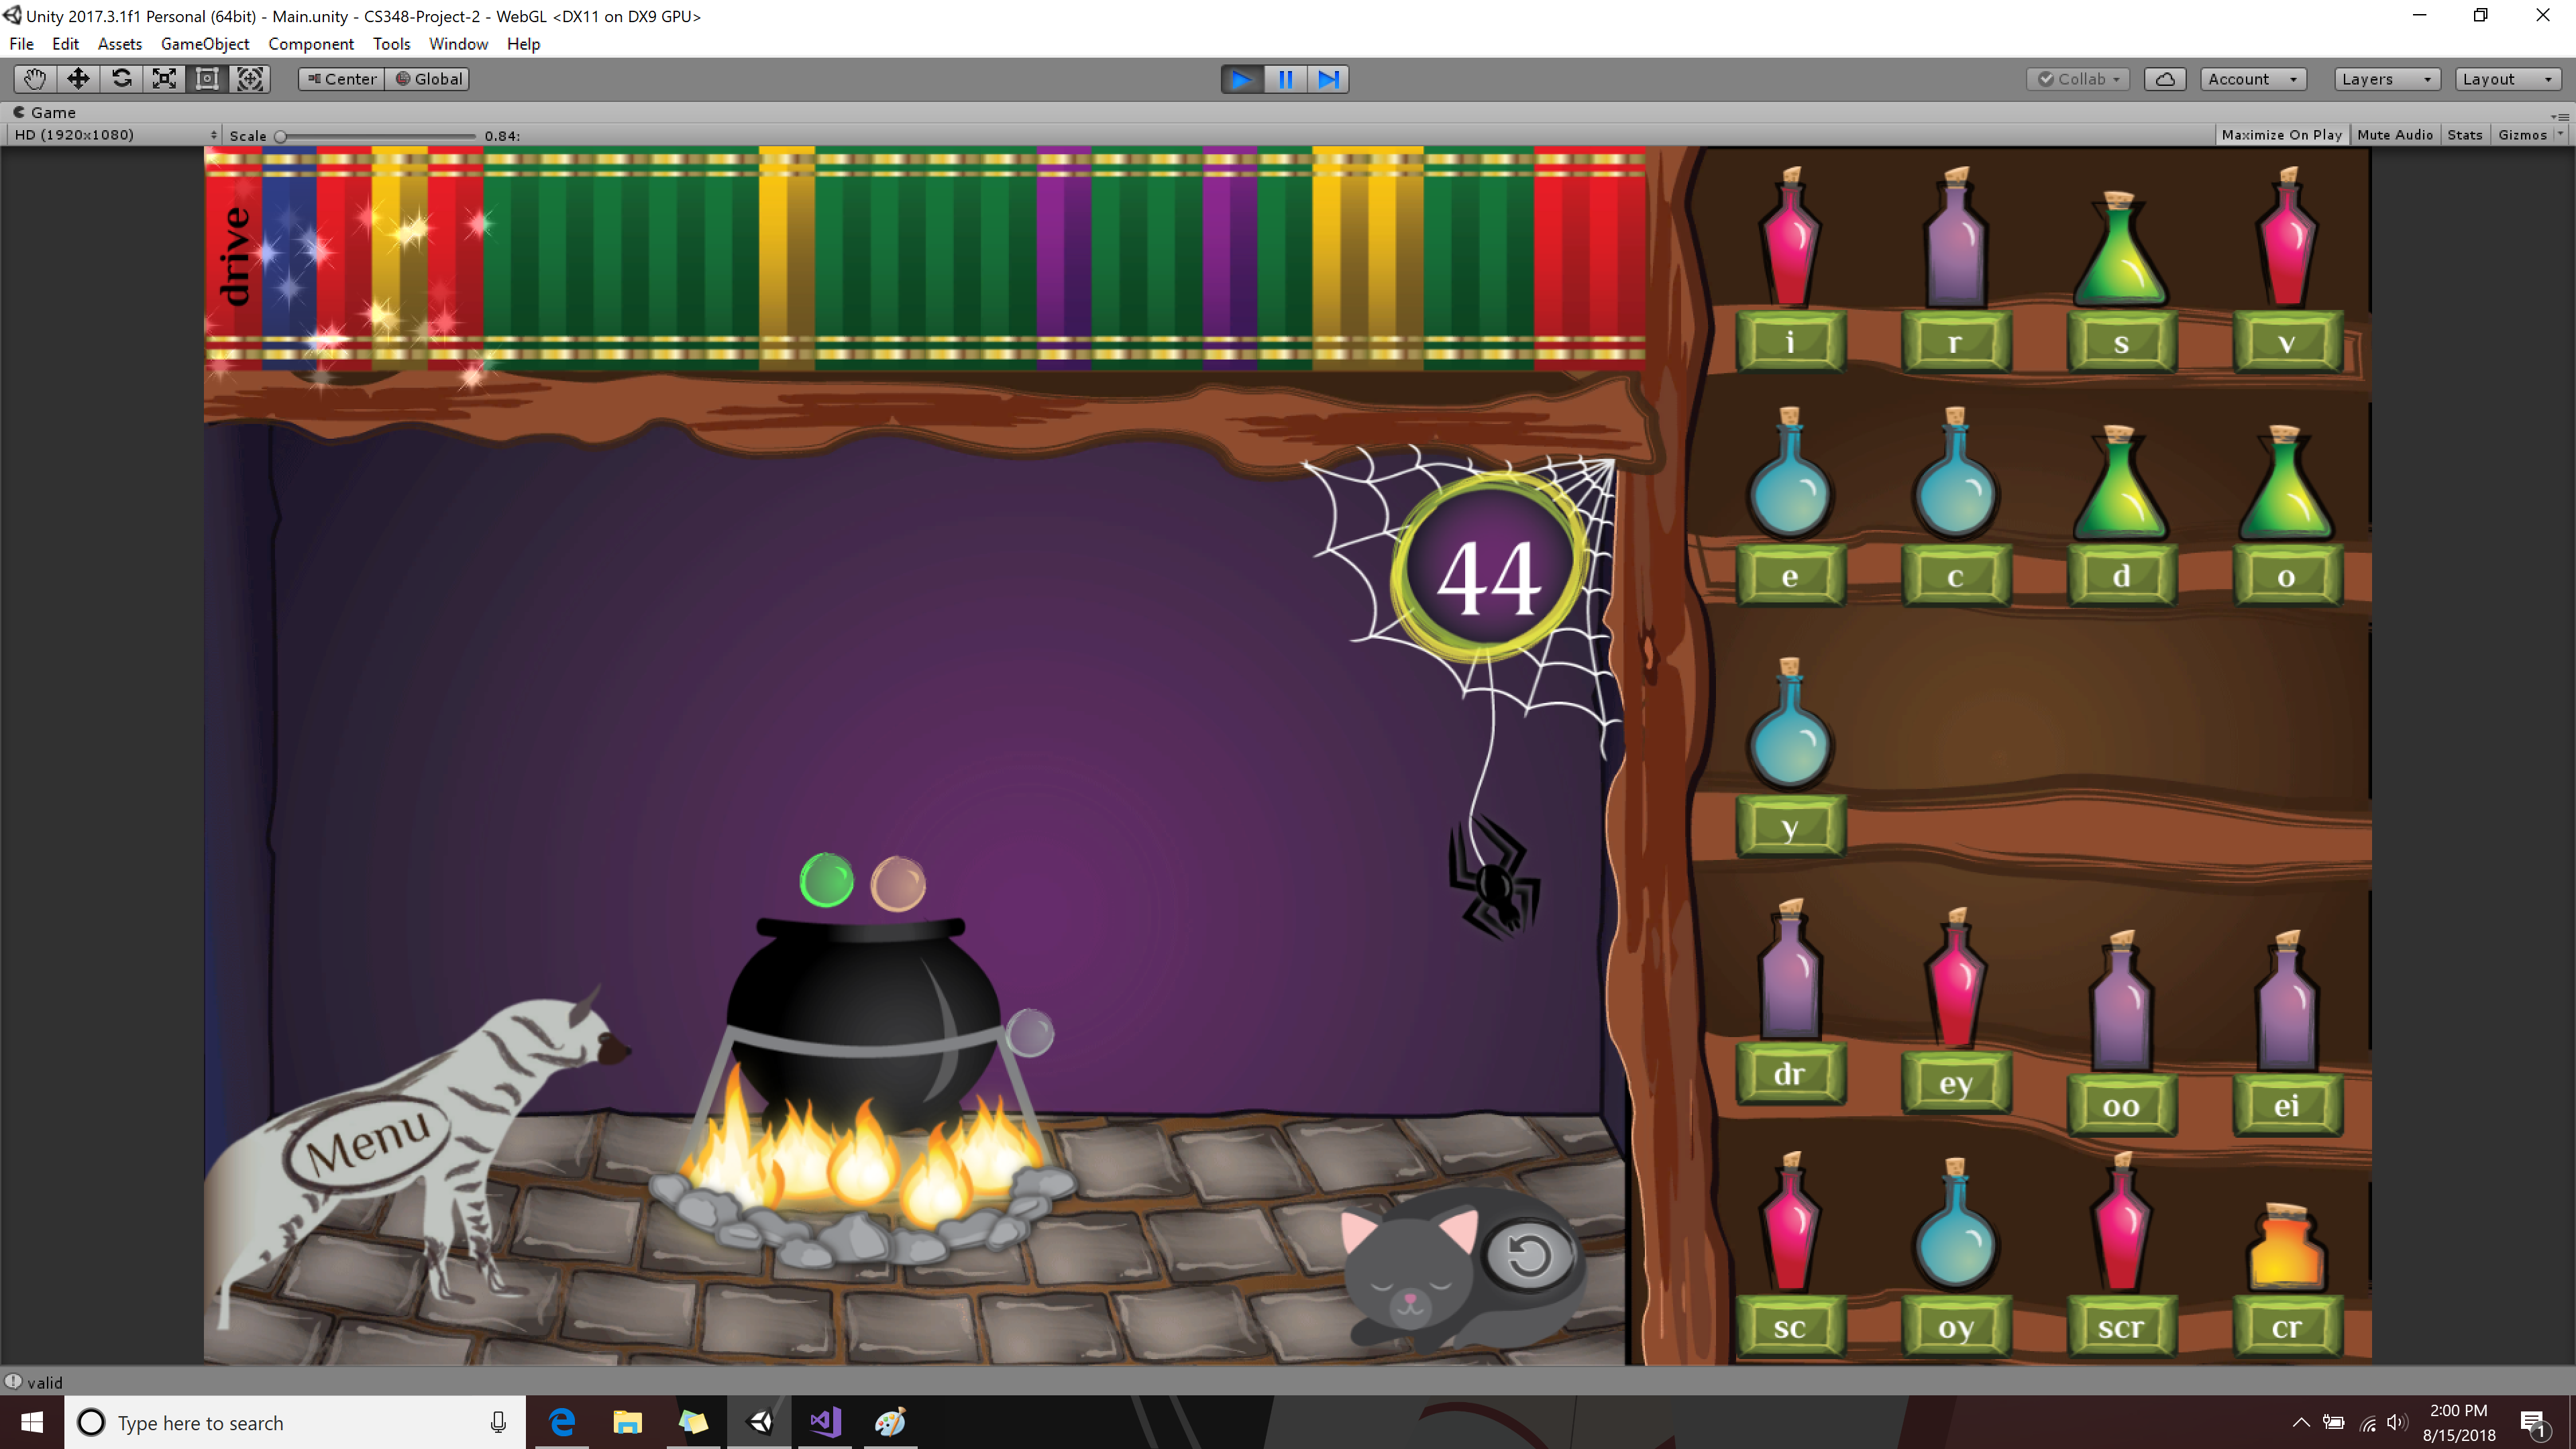 Unity 2017.3.1f1 Personal (64bit) - Main.unity - CS348-Project-2 - WebGL <DX11 on DX9 GPU>
File Edit Assets GameObject Component Tools Window Help
Center Global Collab Account Layers Layout
Game
HD (1920x1080) Scale 0.84: Maximize On Play Mute Audio Stats Gizmos
drive
i r s v
44
e c d o
y
dr ey oo ei
Menu
sc oy scr cr
valid
Type here to search
2:00 PM
8/15/2018
1